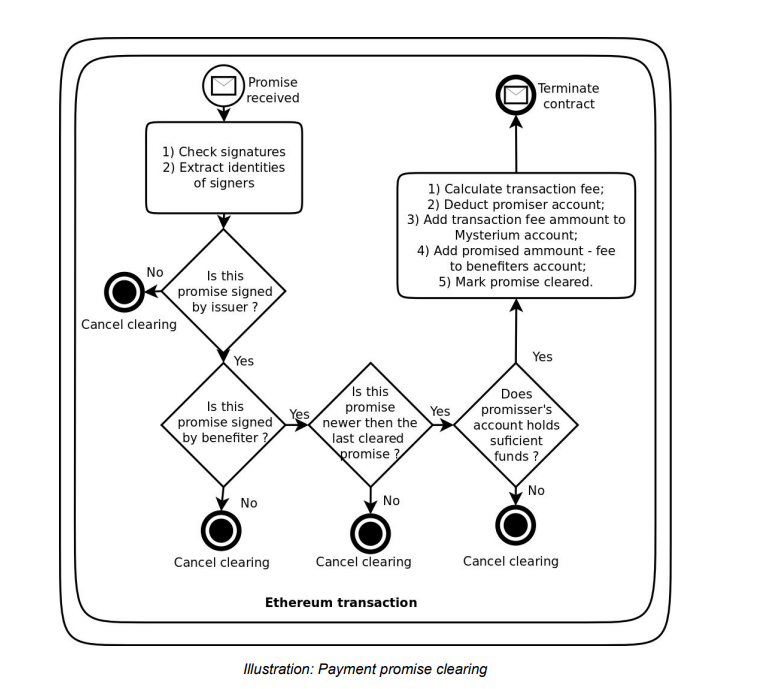 Promise
received
1) Check signatures
2) Extract identities
of signers
Is this
promise signed
by issuer ?
No
Cancel clearing
Yes
Is this
promise signed
by benefiter ?
No
Cancel clearing
Yes
Is this
promise
newer then the
last cleared
promise ?
No
Cancel clearing
Yes
Does
promisser's
account holds
suficient
funds ?
No
Cancel clearing
Yes
1) Calculate transaction fee;
2) Deduct promiser account;
3) Add transaction fee ammount to
Mysterium account;
4) Add promised ammount - fee
to benefiters account;
5) Mark promise cleared.
Terminate
contract
Ethereum transaction
Illustration: Payment promise clearing